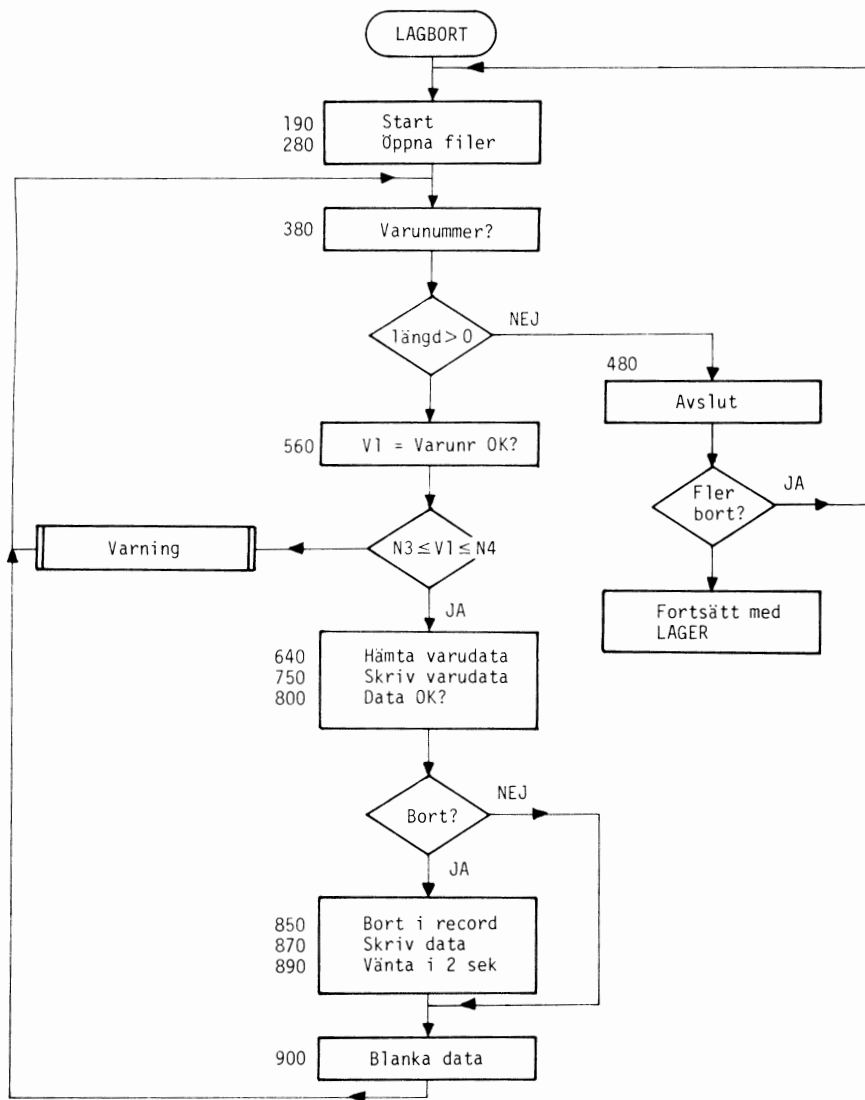 LAGBORT
190 Start
280 Öppna filer
380 Varunummer?
längd > 0
NEJ
480
Avslut
560 V1 = Varunr OK?
Fler
bort?
JA
Varning
N3 ≤ V1 ≤ N4
JA
Fortsätt med
LAGER
640 Hämta varudata
750 Skriv varudata
800 Data OK?
Bort?
NEJ
JA
850 Bort i record
870 Skriv data
890 Vänta i 2 sek
900 Blanka data